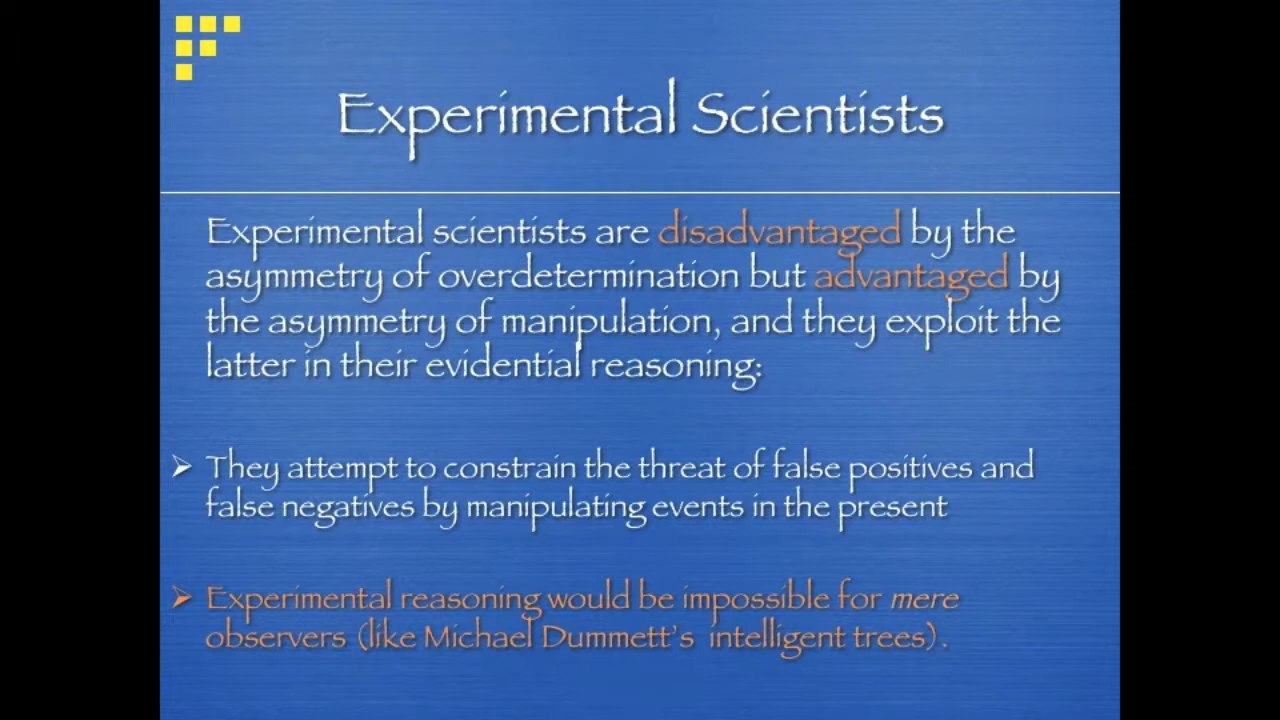 Experimental Scientists
Experimental scientists are disadvantaged by the
asymmetry of overdetermination but advantaged by
the asymmetry of manipulation, and they exploit the
latter in their evidential reasoning:
They attempt to constrain the threat of false positives and
false negatives by manipulating events in the present
Experimental reasoning would be impossible for mere
observers (like Michael Dummett's intelligent trees).